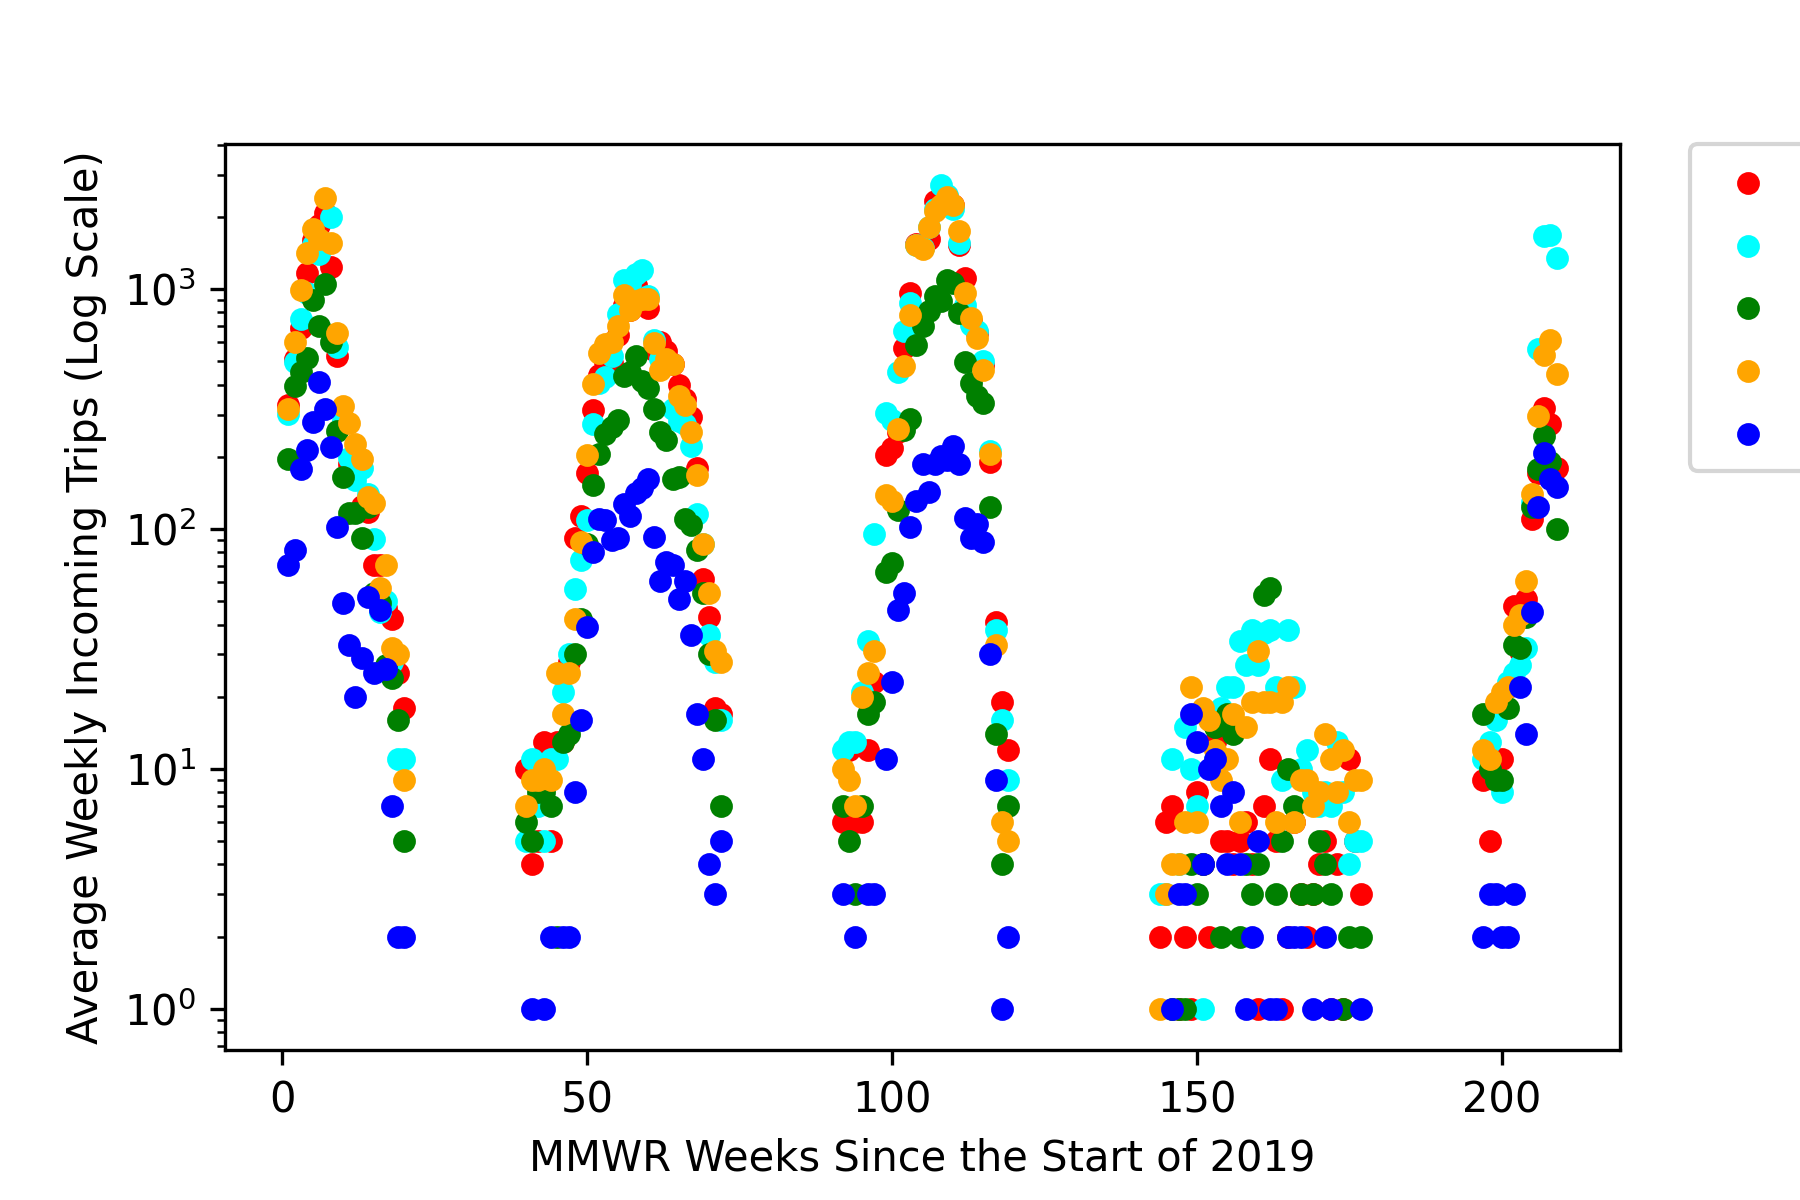 Average Weekly Incoming Trips (Log Scale)
10³
10²
10¹
10⁰
0 50 100 150 200
MMWR Weeks Since the Start of 2019